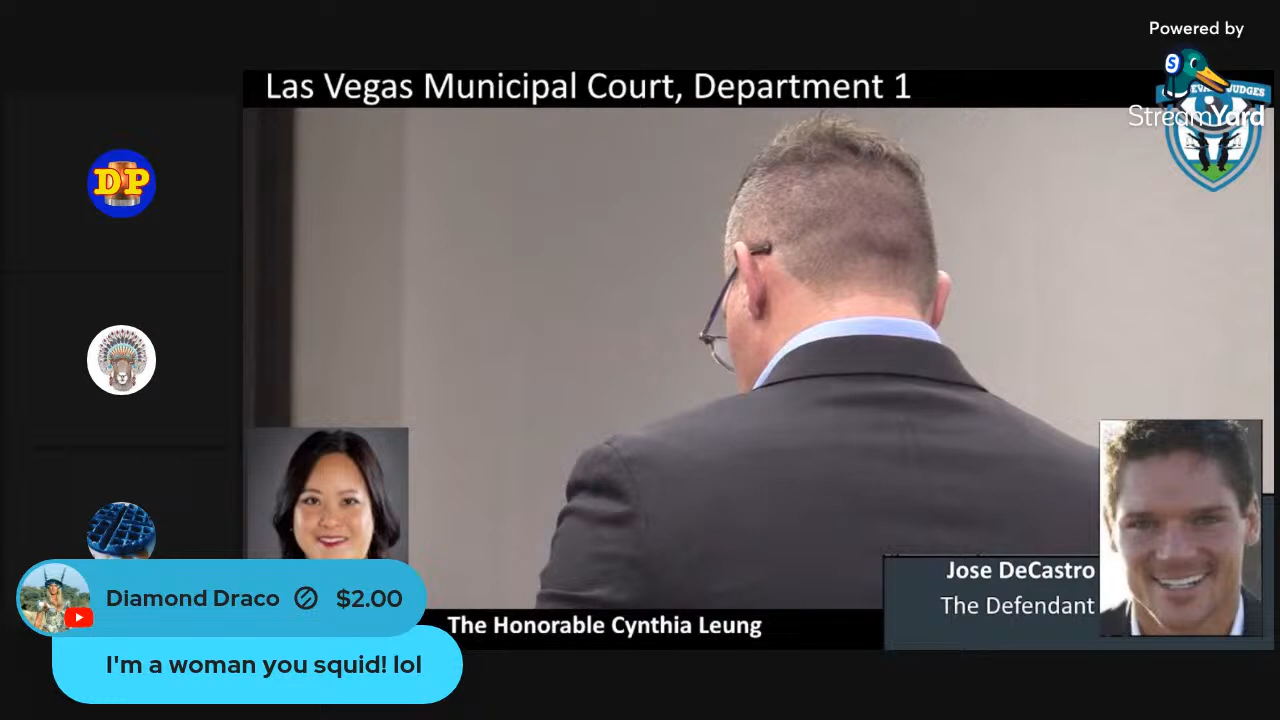 Powered by
StreamYard
S
JUDGES
Las Vegas Municipal Court, Department 1
DP
Jose DeCastro
The Defendant
The Honorable Cynthia Leung
Diamond Draco $2.00
I'm a woman you squid! lol